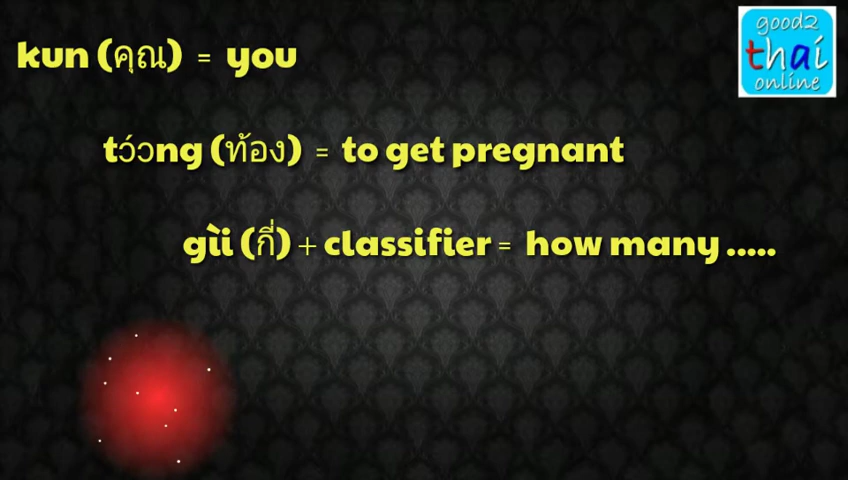 good2
thai
online
kun (คุณ) = you
tɔ́ɔng (ท้อง) = to get pregnant
gìi (กี่) + classifier = how many .....